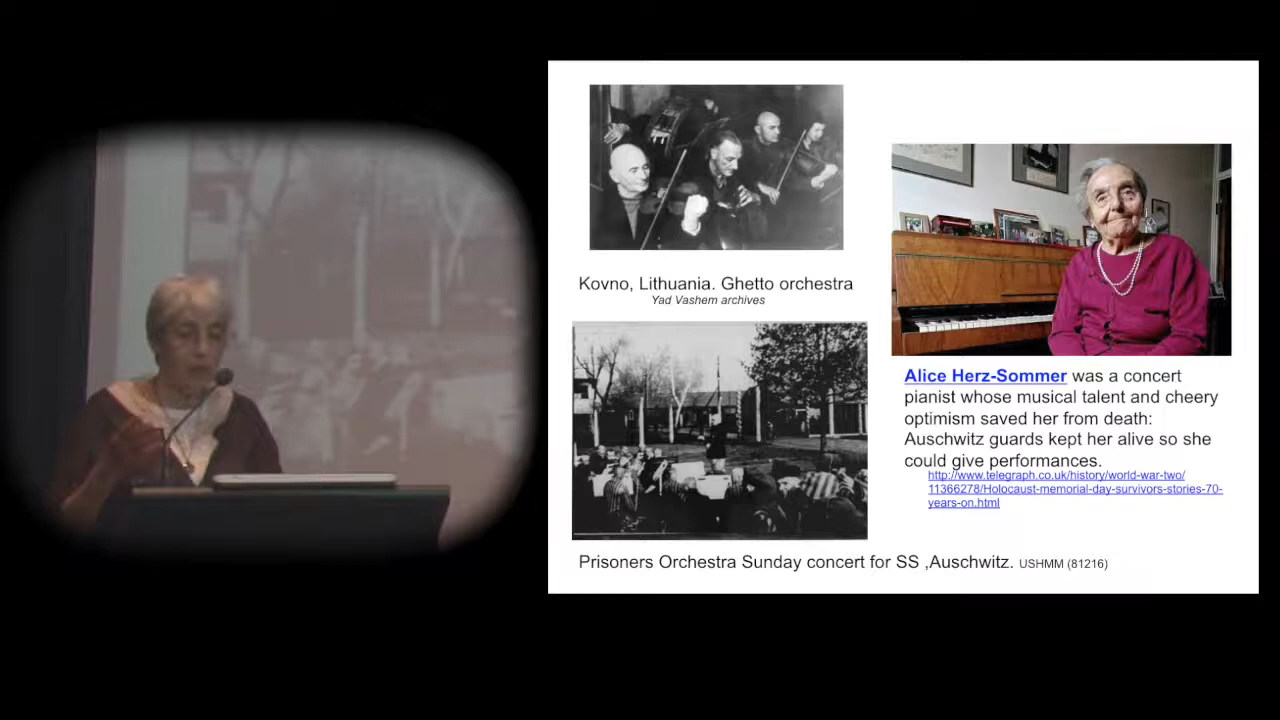 Kovno, Lithuania. Ghetto orchestra
Yad Vashem archives
Alice Herz-Sommer was a concert
pianist whose musical talent and cheery
optimism saved her from death:
Auschwitz guards kept her alive so she
could give performances.
http://www.telegraph.co.uk/history/world-war-two/
11366278/Holocaust-memorial-day-survivors-stories-70-
years-on.html
Prisoners Orchestra Sunday concert for SS ,Auschwitz. USHMM (81216)